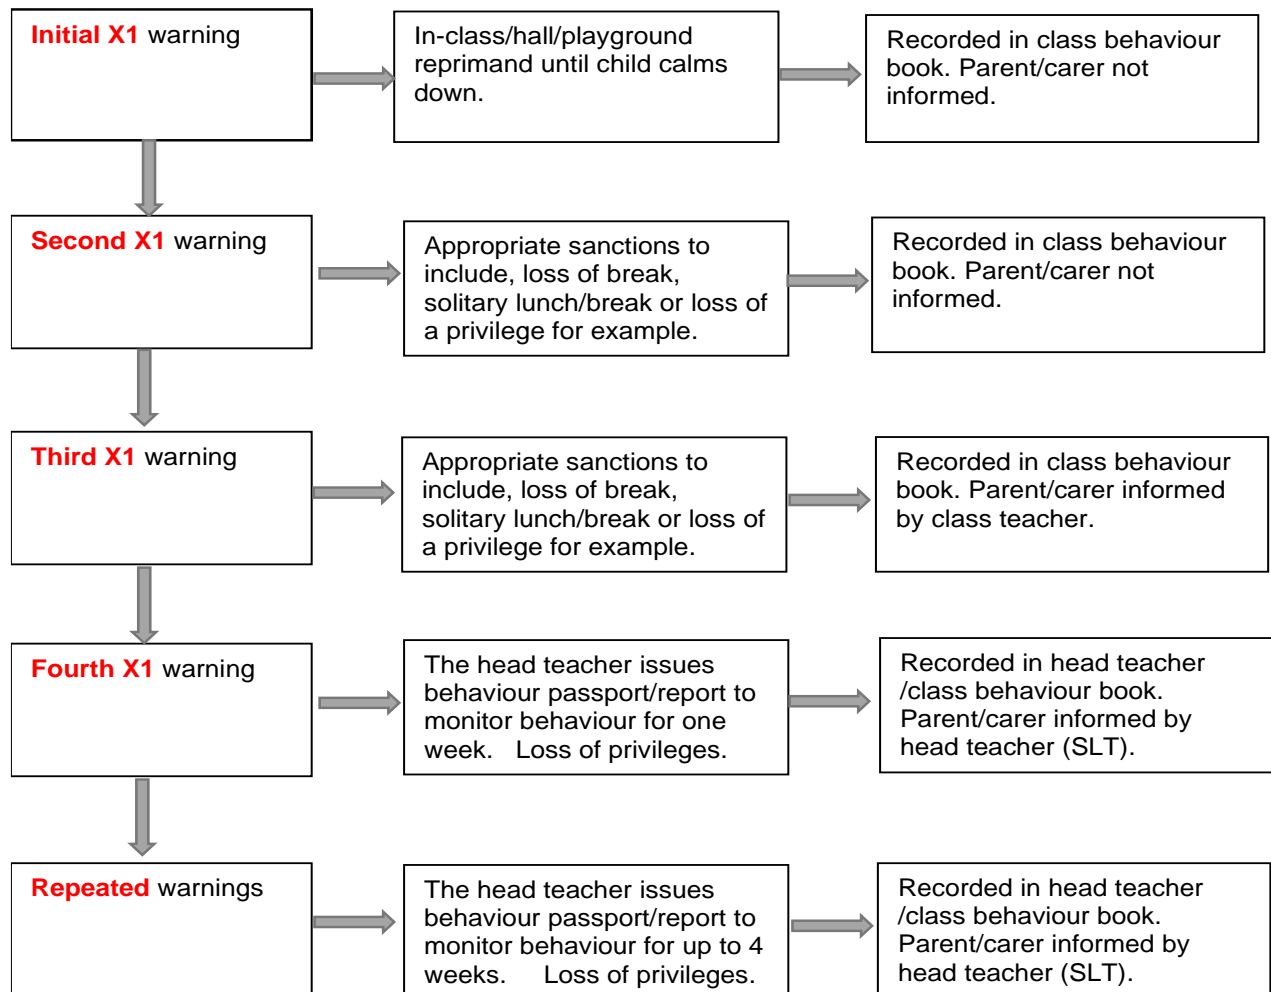 Initial X1 warning
In-class/hall/playground
reprimand until child calms
down.
Recorded in class behaviour
book. Parent/carer not
informed.
Second X1 warning
Appropriate sanctions to
include, loss of break,
solitary lunch/break or loss of
a privilege for example.
Recorded in class behaviour
book. Parent/carer not
informed.
Third X1 warning
Appropriate sanctions to
include, loss of break,
solitary lunch/break or loss of
a privilege for example.
Recorded in class behaviour
book. Parent/carer informed
by class teacher.
Fourth X1 warning
The head teacher issues
behaviour passport/report to
monitor behaviour for one
week. Loss of privileges.
Recorded in head teacher
/class behaviour book.
Parent/carer informed by
head teacher (SLT).
Repeated warnings
The head teacher issues
behaviour passport/report to
monitor behaviour for up to 4
weeks. Loss of privileges.
Recorded in head teacher
/class behaviour book.
Parent/carer informed by
head teacher (SLT).